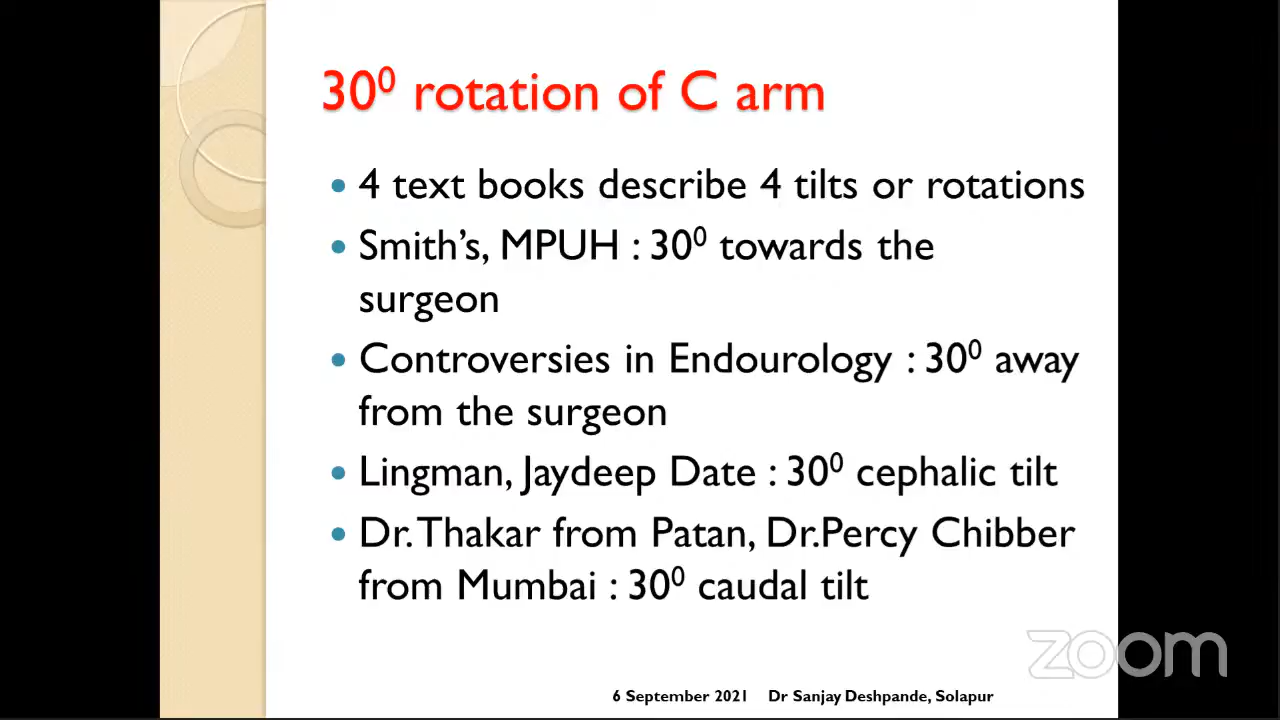 30⁰ rotation of C arm
• 4 text books describe 4 tilts or rotations
• Smith's, MPUH : 30⁰ towards the
surgeon
• Controversies in Endourology : 30⁰ away
from the surgeon
• Lingman, Jaydeep Date : 30⁰ cephalic tilt
• Dr.Thakar from Patan, Dr.Percy Chibber
from Mumbai : 30⁰ caudal tilt
zoom
6 September 2021 Dr Sanjay Deshpande, Solapur